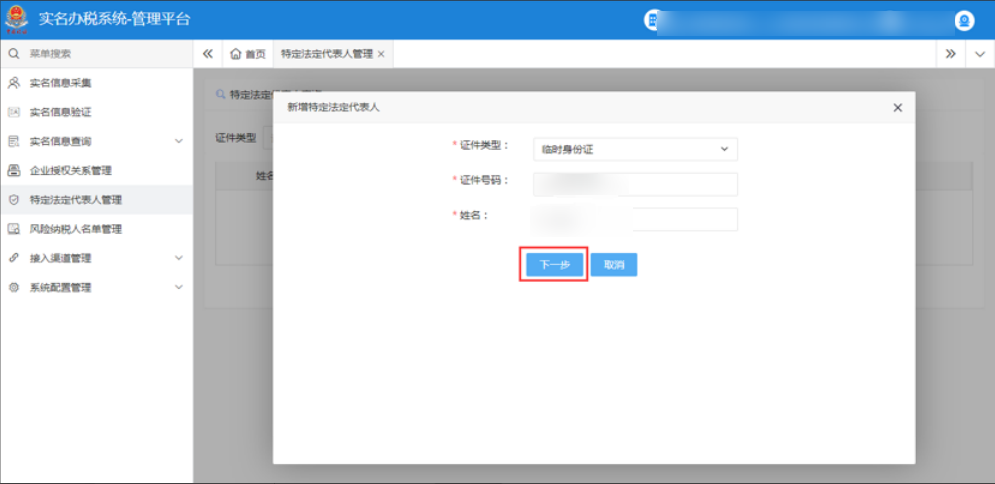 实名办税系统-管理平台
菜单搜索
首页
特定法定代表人管理
实名信息采集
实名信息验证
实名信息查询
企业授权关系管理
特定法定代表人管理
风险纳税人名单管理
接入渠道管理
系统配置管理
特定法定
证件类型
姓名
新增特定法定代表人
* 证件类型：
临时身份证
* 证件号码：
* 姓名：
下一步
取消